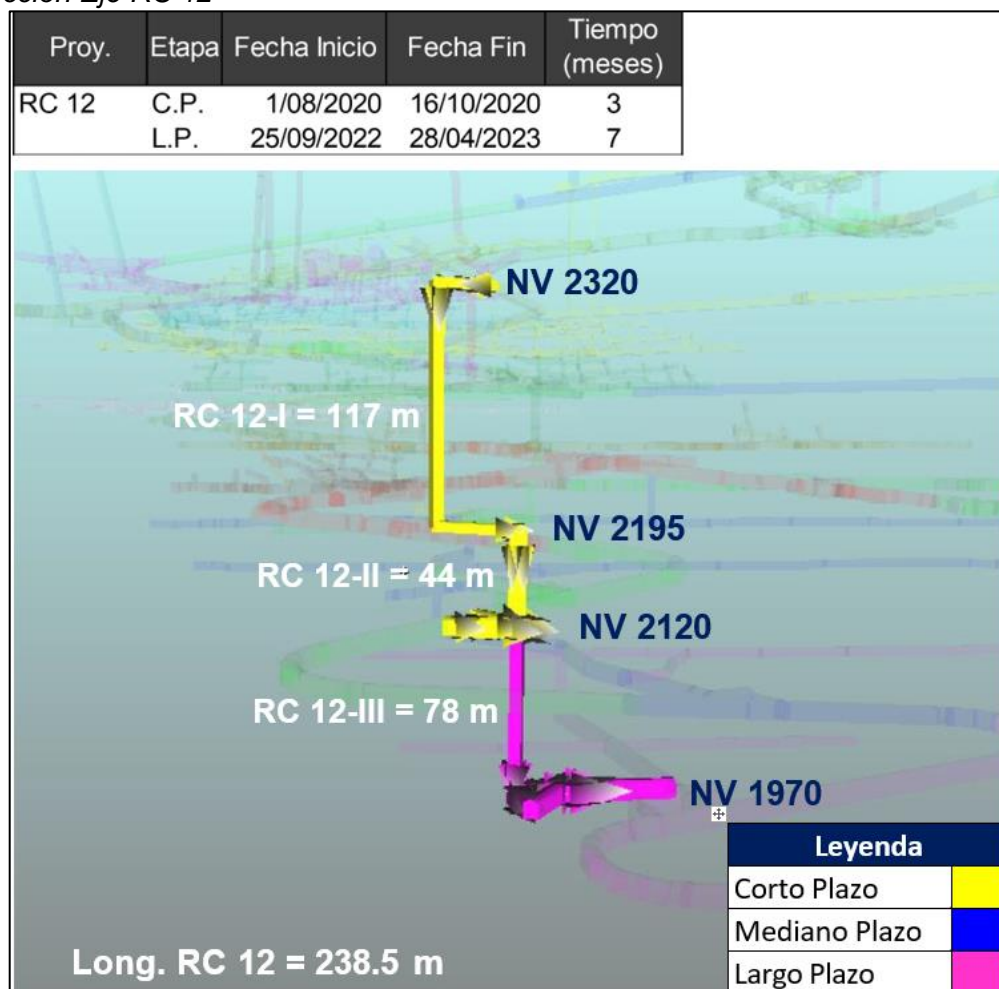 Proy. Etapa Fecha Inicio Fecha Fin Tiempo (meses)
RC 12 C.P. 1/08/2020 16/10/2020 3
L.P. 25/09/2022 28/04/2023 7
NV 2320
RC 12-I = 117 m
NV 2195
RC 12-II = 44 m
NV 2120
RC 12-III = 78 m
NV 1970
Leyenda
Corto Plazo
Mediano Plazo
Largo Plazo
Long. RC 12 = 238.5 m